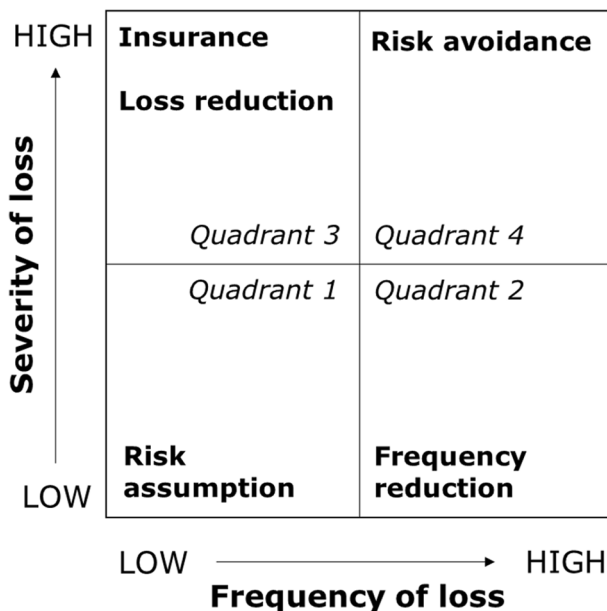 HIGH
Insurance
Risk avoidance
Loss reduction
Quadrant 3
Quadrant 4
Severity of loss
Quadrant 1
Quadrant 2
Risk
assumption
Frequency
reduction
LOW
LOW
HIGH
Frequency of loss